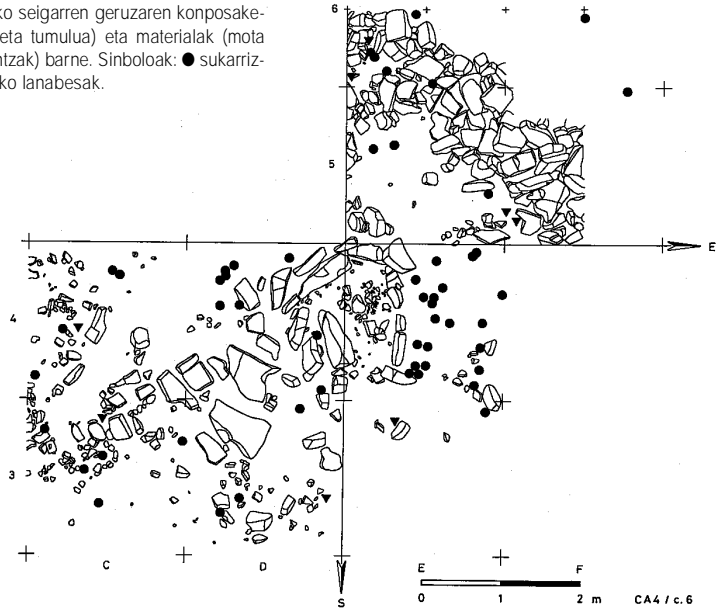 ko seigarren geruzaren konposake-
eta tumulua) eta materialak (mota
ntzak) barne. Sinboloak: ● sukarriz-
ko lanabesak.
6
5
E
4
3
C D
E F
0 1 2 m
S
CA4 / c.6